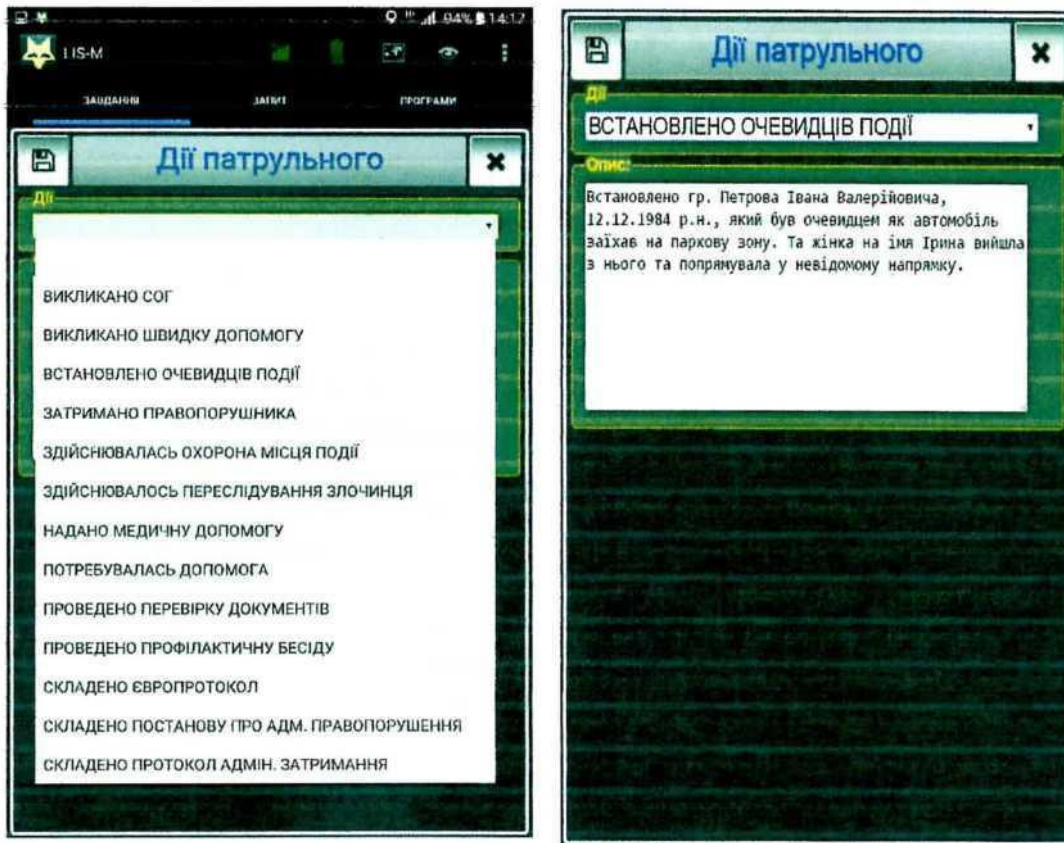 94% 14:17
LIS-M
ЗАВДАННЯ ЗАПИТ ПРОГРАМИ
Дії патрульного
Дії
ВИКЛИКАНО СОГ
ВИКЛИКАНО ШВИДКУ ДОПОМОГУ
ВСТАНОВЛЕНО ОЧЕВИДЦІВ ПОДІЇ
ЗАТРИМАНО ПРАВОПОРУШНИКА
ЗДІЙСНЮВАЛАСЬ ОХОРОНА МІСЦЯ ПОДІЇ
ЗДІЙСНЮВАЛОСЬ ПЕРЕСЛІДУВАННЯ ЗЛОЧИНЦЯ
НАДАНО МЕДИЧНУ ДОПОМОГУ
ПОТРЕБУВАЛАСЬ ДОПОМОГА
ПРОВЕДЕНО ПЕРЕВІРКУ ДОКУМЕНТІВ
ПРОВЕДЕНО ПРОФІЛАКТИЧНУ БЕСІДУ
СКЛАДЕНО ЄВРОПРОТОКОЛ
СКЛАДЕНО ПОСТАНОВУ ПРО АДМ. ПРАВОПОРУШЕННЯ
СКЛАДЕНО ПРОТОКОЛ АДМІН. ЗАТРИМАННЯ
Дії патрульного
Дії
ВСТАНОВЛЕНО ОЧЕВИДЦІВ ПОДІЇ
Опис:
Встановлено гр. Петрова Івана Валерійовича,
12.12.1984 р.н., який був очевидцем як автомобіль
заїхав на паркову зону. Та жінка на імя Ірина вийшла
з нього та попрямувала у невідомому напрямку.